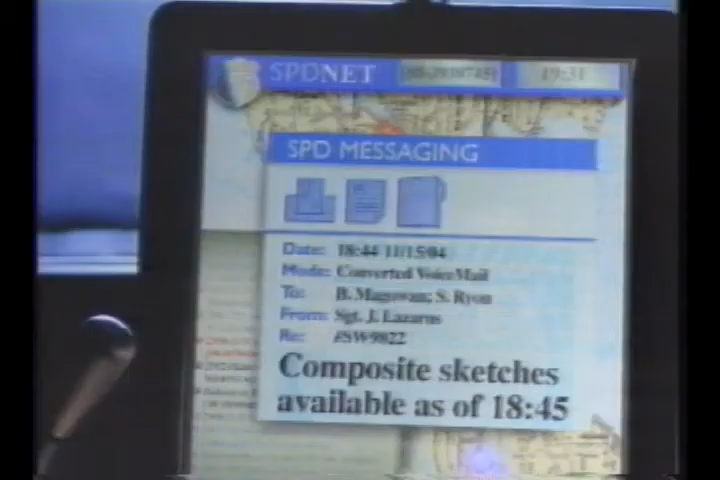 SPDNET 19:31
SPD MESSAGING
Date: 18:44 11/15/04
Mode: Converted VoiceMail
To: B. Magowan; S. Ryon
From: Sgt. J. Lazarus
Re: #SW9822
Composite sketches
available as of 18:45